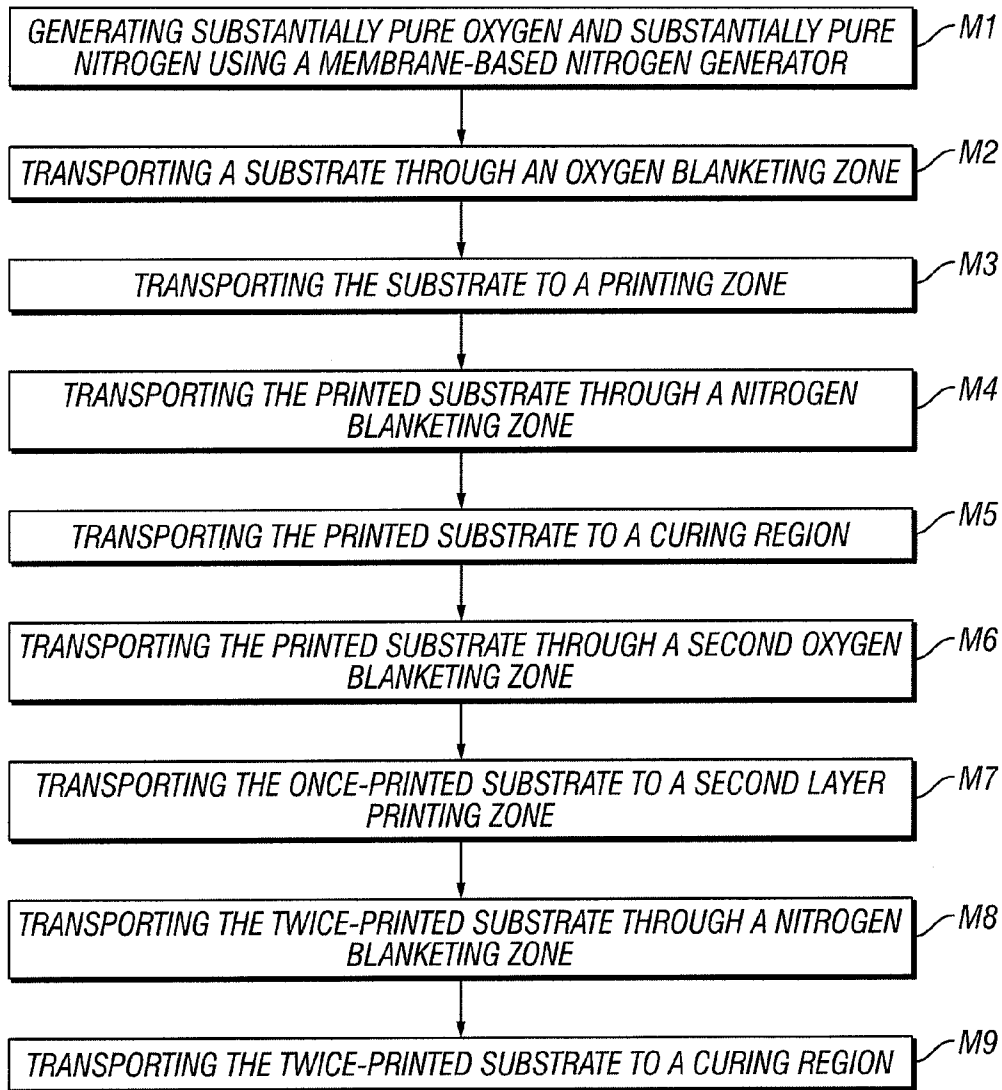 GENERATING SUBSTANTIALLY PURE OXYGEN AND SUBSTANTIALLY PURE
NITROGEN USING A MEMBRANE-BASED NITROGEN GENERATOR
M1
TRANSPORTING A SUBSTRATE THROUGH AN OXYGEN BLANKETING ZONE
M2
TRANSPORTING THE SUBSTRATE TO A PRINTING ZONE
M3
TRANSPORTING THE PRINTED SUBSTRATE THROUGH A NITROGEN
BLANKETING ZONE
M4
TRANSPORTING THE PRINTED SUBSTRATE TO A CURING REGION
M5
TRANSPORTING THE PRINTED SUBSTRATE THROUGH A SECOND OXYGEN
BLANKETING ZONE
M6
TRANSPORTING THE ONCE-PRINTED SUBSTRATE TO A SECOND LAYER
PRINTING ZONE
M7
TRANSPORTING THE TWICE-PRINTED SUBSTRATE THROUGH A NITROGEN
BLANKETING ZONE
M8
TRANSPORTING THE TWICE-PRINTED SUBSTRATE TO A CURING REGION
M9